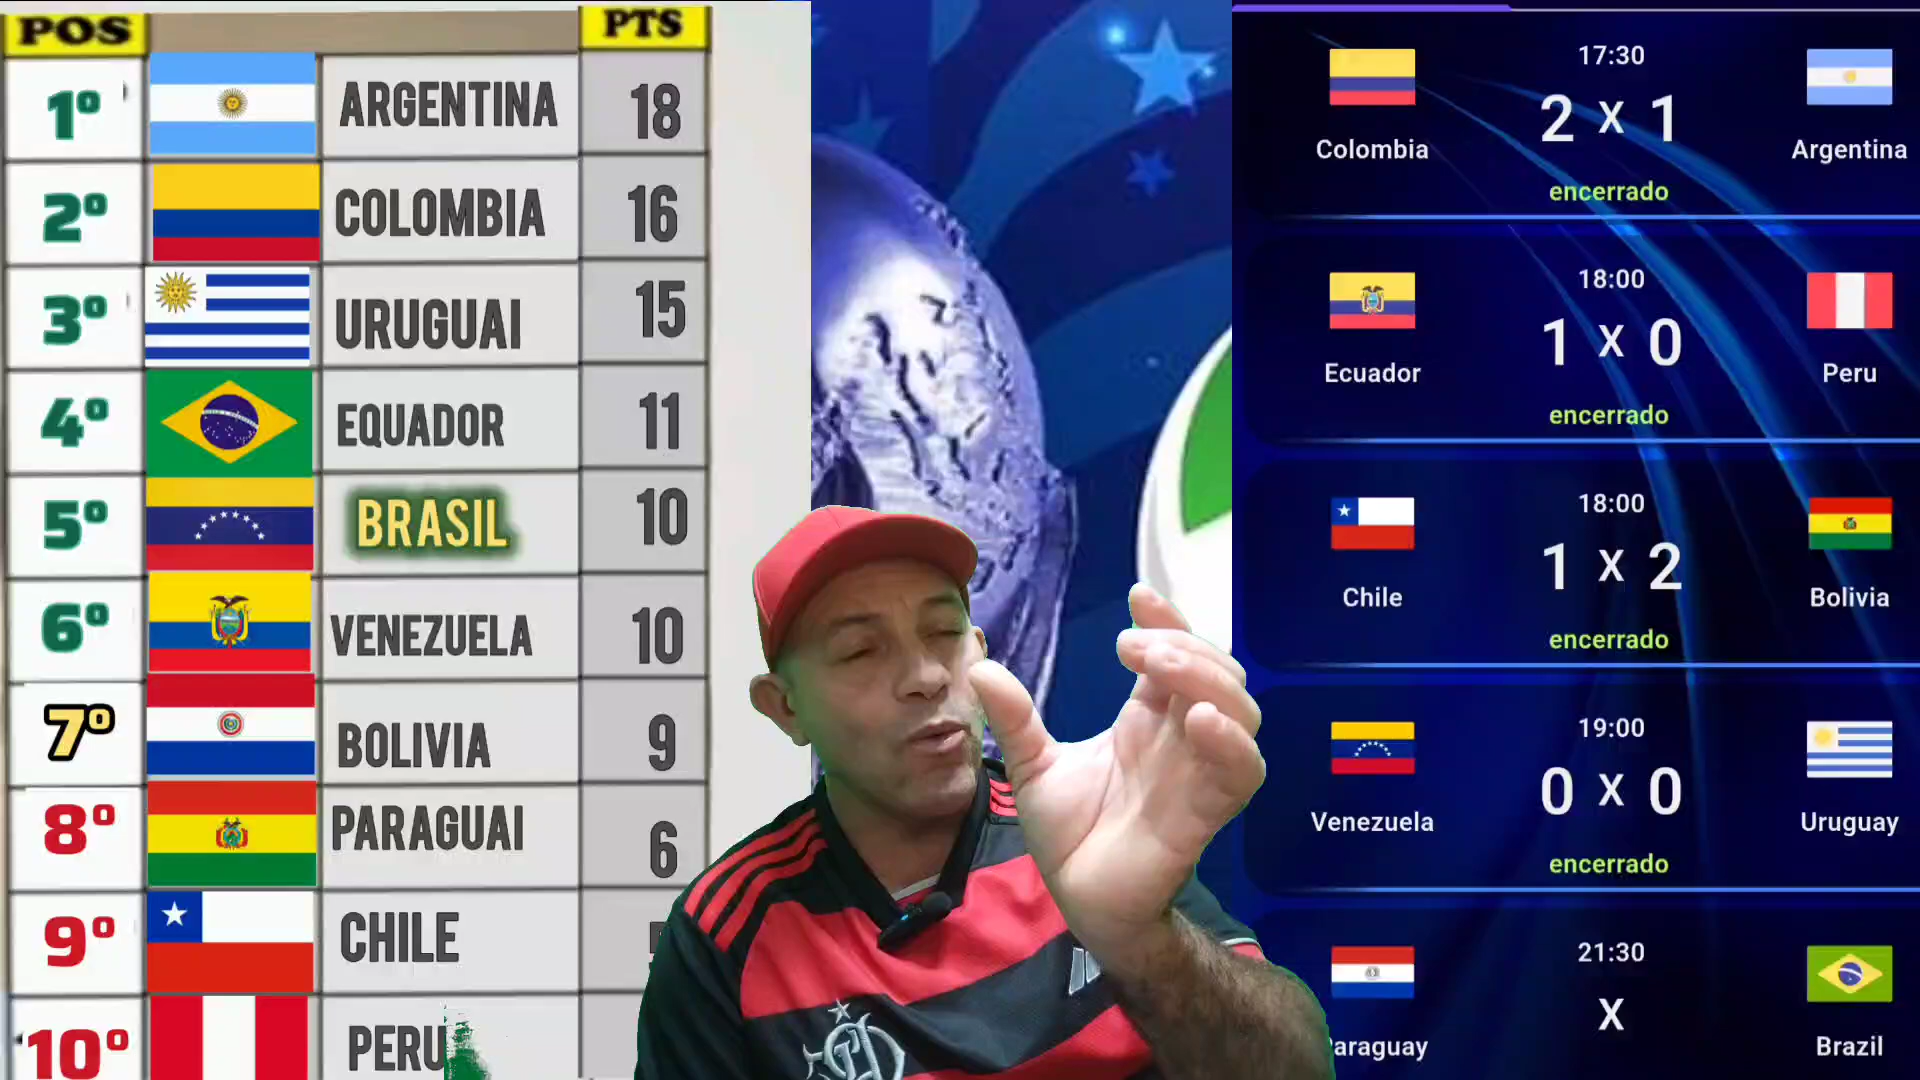 POS PTS
1º ARGENTINA 18
2º COLOMBIA 16
3º URUGUAI 15
4º EQUADOR 11
5º BRASIL 10
6º VENEZUELA 10
7º BOLIVIA 9
8º PARAGUAI 6
9º CHILE
10º PERU
17:30
2 X 1
Colombia Argentina
encerrado
18:00
1 X 0
Ecuador Peru
encerrado
18:00
1 X 2
Chile Bolivia
encerrado
19:00
0 X 0
Venezuela Uruguay
encerrado
21:30
X
araguay Brazil